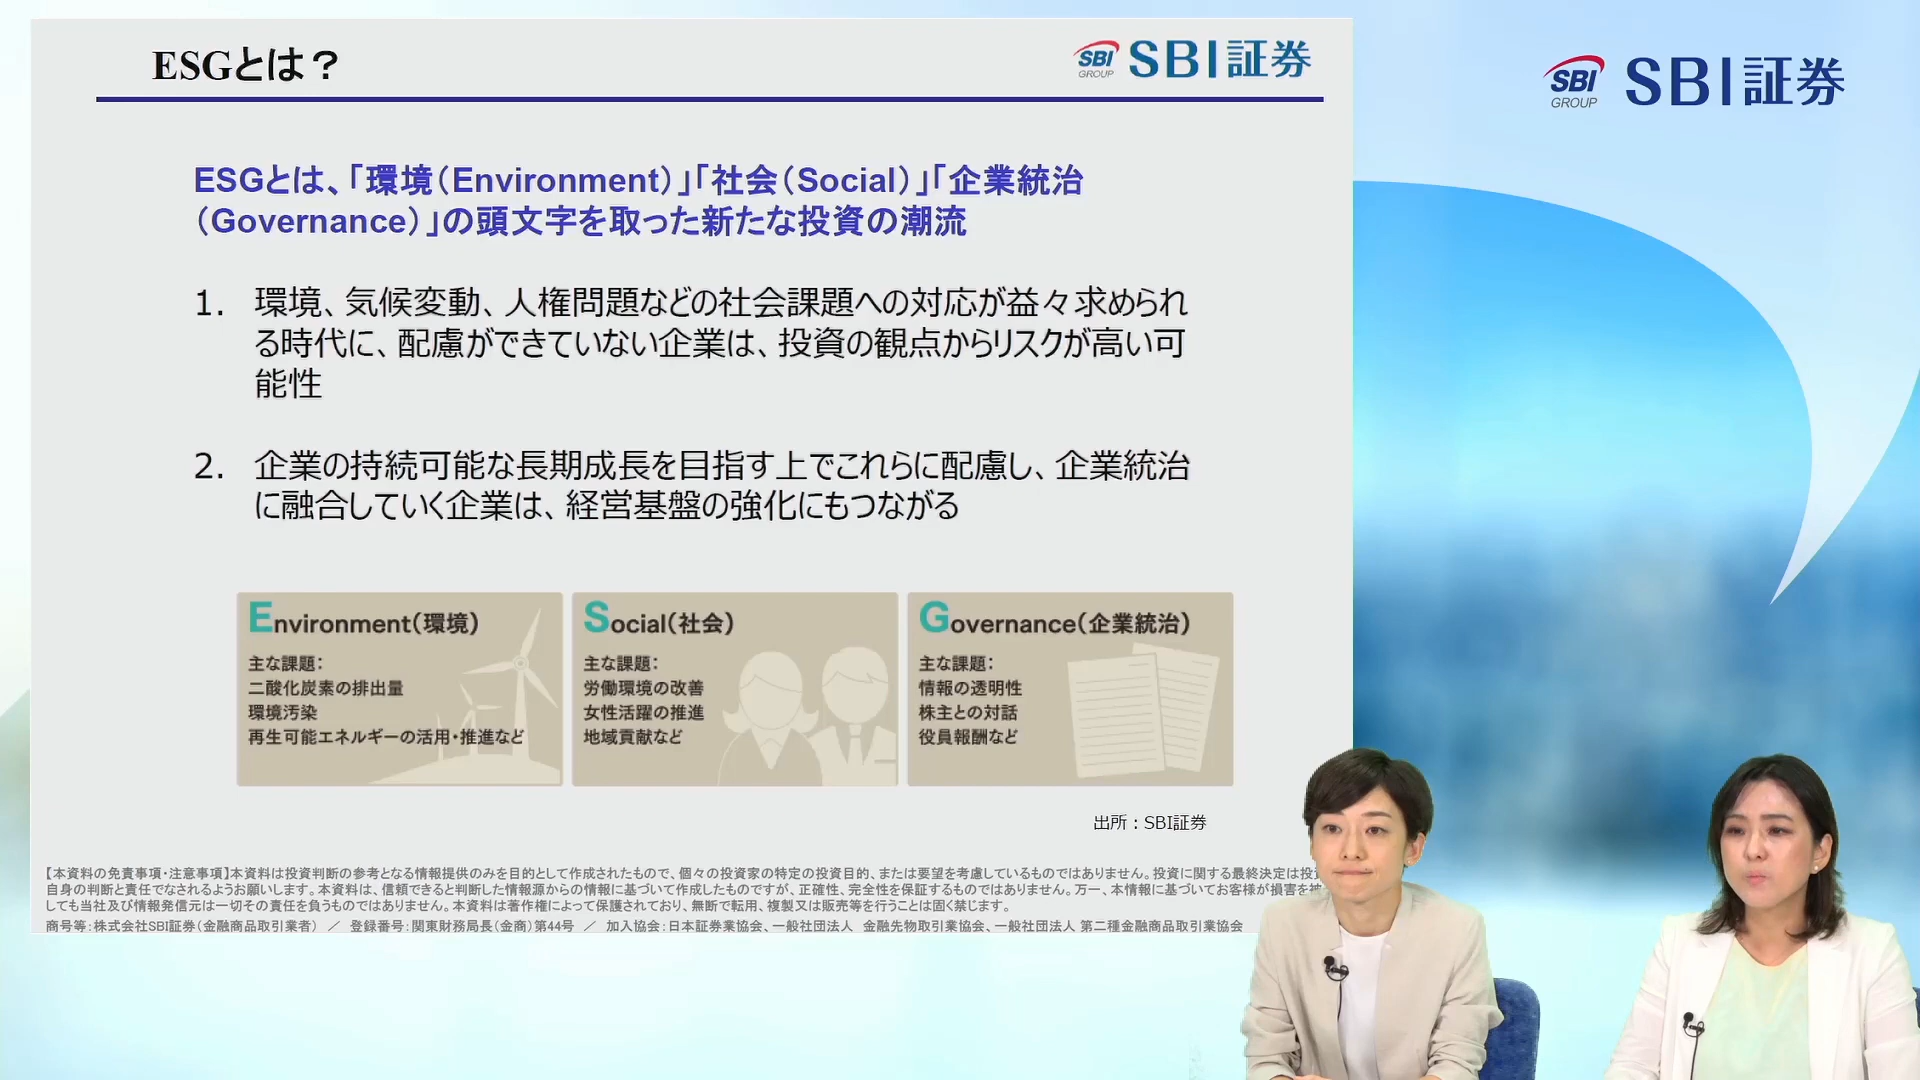 ESGとは？
SBI GROUP SBI証券
SBI GROUP SBI証券
ESGとは、「環境（Environment）」「社会（Social）」「企業統治
（Governance）」の頭文字を取った新たな投資の潮流
1. 環境、気候変動、人権問題などの社会課題への対応が益々求められ
る時代に、配慮ができていない企業は、投資の観点からリスクが高い可
能性
2. 企業の持続可能な長期成長を目指す上でこれらに配慮し、企業統治
に融合していく企業は、経営基盤の強化にもつながる
Environment（環境）
主な課題：
二酸化炭素の排出量
環境汚染
再生可能エネルギーの活用・推進など
Social（社会）
主な課題：
労働環境の改善
女性活躍の推進
地域貢献など
Governance（企業統治）
主な課題：
情報の透明性
株主との対話
役員報酬など
出所：SBI証券
【本資料の免責事項・注意事項】本資料は投資判断の参考となる情報提供のみを目的として作成されたもので、個々の投資家の特定の投資目的、または要望を考慮しているものではありません。投資に関する最終決定は投
自身の判断と責任でなされるようお願いします。本資料は、信頼できると判断した情報源からの情報に基づいて作成したものですが、正確性、完全性を保証するものではありません。万一、本情報に基づいてお客様が損害を
しても当社及び情報発信元は一切その責任を負うものではありません。本資料は著作権によって保護されており、無断で転用、複製又は販売等を行うことは固く禁じます。
商号等：株式会社SBI証券（金融商品取引業者） ／ 登録番号：関東財務局長（金商）第44号 ／ 加入協会：日本証券業協会、一般社団法人 金融先物取引業協会、一般社団法人 第二種金融商品取引業協会